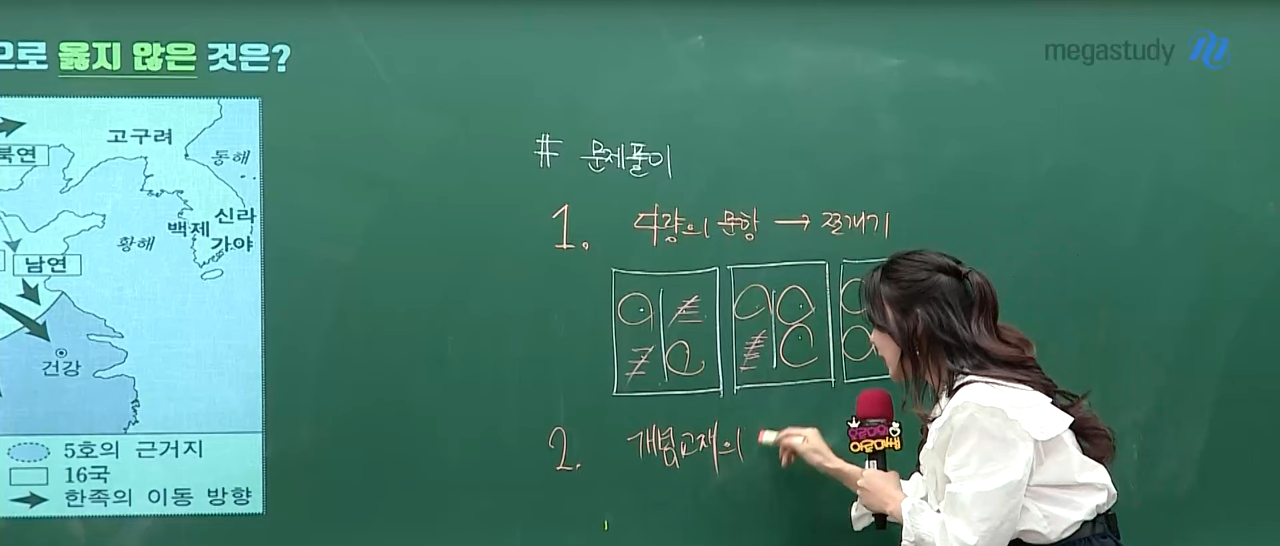 으로 옳지 않은 것은?
megastudy
고구려
북연
동해
신라
백제
황해
가야
남연
건강
5호의 근거지
16국
한족의 이동 방향
# 문제풀이
1. 다량의 문항 → 쪼개기
2. 개념교재의